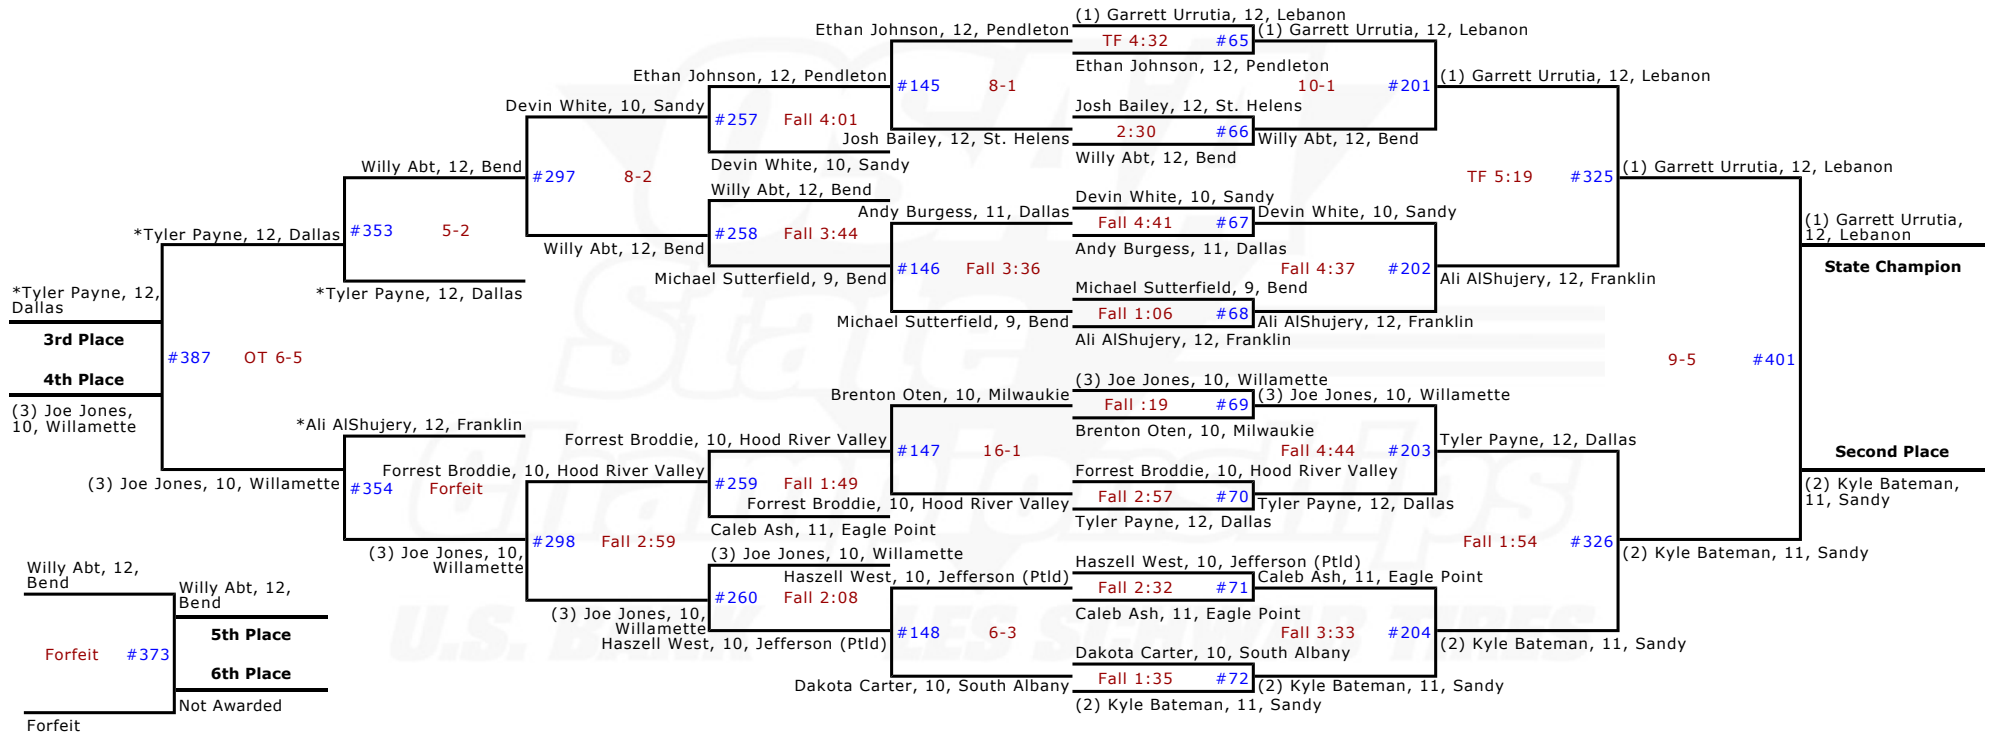 (1) Garrett Urrutia, 12, Lebanon
Ethan Johnson, 12, Pendleton
(1) Garrett Urrutia, 12, Lebanon
TF 4:32 #65
Ethan Johnson, 12, Pendleton
Ethan Johnson, 12, Pendleton
(1) Garrett Urrutia, 12, Lebanon
#145 8-1
10-1 #201
Devin White, 10, Sandy
Josh Bailey, 12, St. Helens
#257 Fall 4:01
2:30 #66
Josh Bailey, 12, St. Helens
Willy Abt, 12, Bend
Willy Abt, 12, Bend
Devin White, 10, Sandy
Willy Abt, 12, Bend
(1) Garrett Urrutia, 12, Lebanon
#297 8-2
TF 5:19 #325
Willy Abt, 12, Bend
Devin White, 10, Sandy
Andy Burgess, 11, Dallas
Devin White, 10, Sandy
Fall 4:41 #67
(1) Garrett Urrutia,
12, Lebanon
*Tyler Payne, 12, Dallas
#353 5-2
#258 Fall 3:44
Willy Abt, 12, Bend
Andy Burgess, 11, Dallas
State Champion
#146 Fall 3:36
Fall 4:37 #202
Michael Sutterfield, 9, Bend
Ali AlShujery, 12, Franklin
Michael Sutterfield, 9, Bend
*Tyler Payne, 12,
Dallas
*Tyler Payne, 12, Dallas
Fall 1:06 #68
Michael Sutterfield, 9, Bend
Ali AlShujery, 12, Franklin
3rd Place
Ali AlShujery, 12, Franklin
#387 OT 6-5
9-5 #401
4th Place
(3) Joe Jones, 10, Willamette
Brenton Oten, 10, Milwaukie
(3) Joe Jones, 10, Willamette
Fall :19 #69
(3) Joe Jones,
10, Willamette
*Ali AlShujery, 12, Franklin
Brenton Oten, 10, Milwaukie
Forrest Broddie, 10, Hood River Valley
Tyler Payne, 12, Dallas
#147 16-1
Fall 4:44 #203
Second Place
Forrest Broddie, 10, Hood River Valley
Forrest Broddie, 10, Hood River Valley
(3) Joe Jones, 10, Willamette
#354 Forfeit
#259 Fall 1:49
(2) Kyle Bateman,
11, Sandy
Fall 2:57 #70
Forrest Broddie, 10, Hood River Valley
Tyler Payne, 12, Dallas
Tyler Payne, 12, Dallas
Caleb Ash, 11, Eagle Point
#298 Fall 2:59
Fall 1:54 #326
(3) Joe Jones, 10,
Willamette
(3) Joe Jones, 10, Willamette
(2) Kyle Bateman, 11, Sandy
Haszell West, 10, Jefferson (Ptld)
Willy Abt, 12,
Bend
Haszell West, 10, Jefferson (Ptld)
Caleb Ash, 11, Eagle Point
Fall 2:32 #71
Willy Abt, 12,
Bend
#260 Fall 2:08
(3) Joe Jones, 10,
Willamette
Caleb Ash, 11, Eagle Point
5th Place
#148 6-3
Fall 3:33 #204
Haszell West, 10, Jefferson (Ptld)
(2) Kyle Bateman, 11, Sandy
Forfeit #373
Dakota Carter, 10, South Albany
6th Place
Fall 1:35 #72
Dakota Carter, 10, South Albany
(2) Kyle Bateman, 11, Sandy
Not Awarded
(2) Kyle Bateman, 11, Sandy
Forfeit
OSAA
State
Championships
U.S. BANK LES SCHWAB TIRES